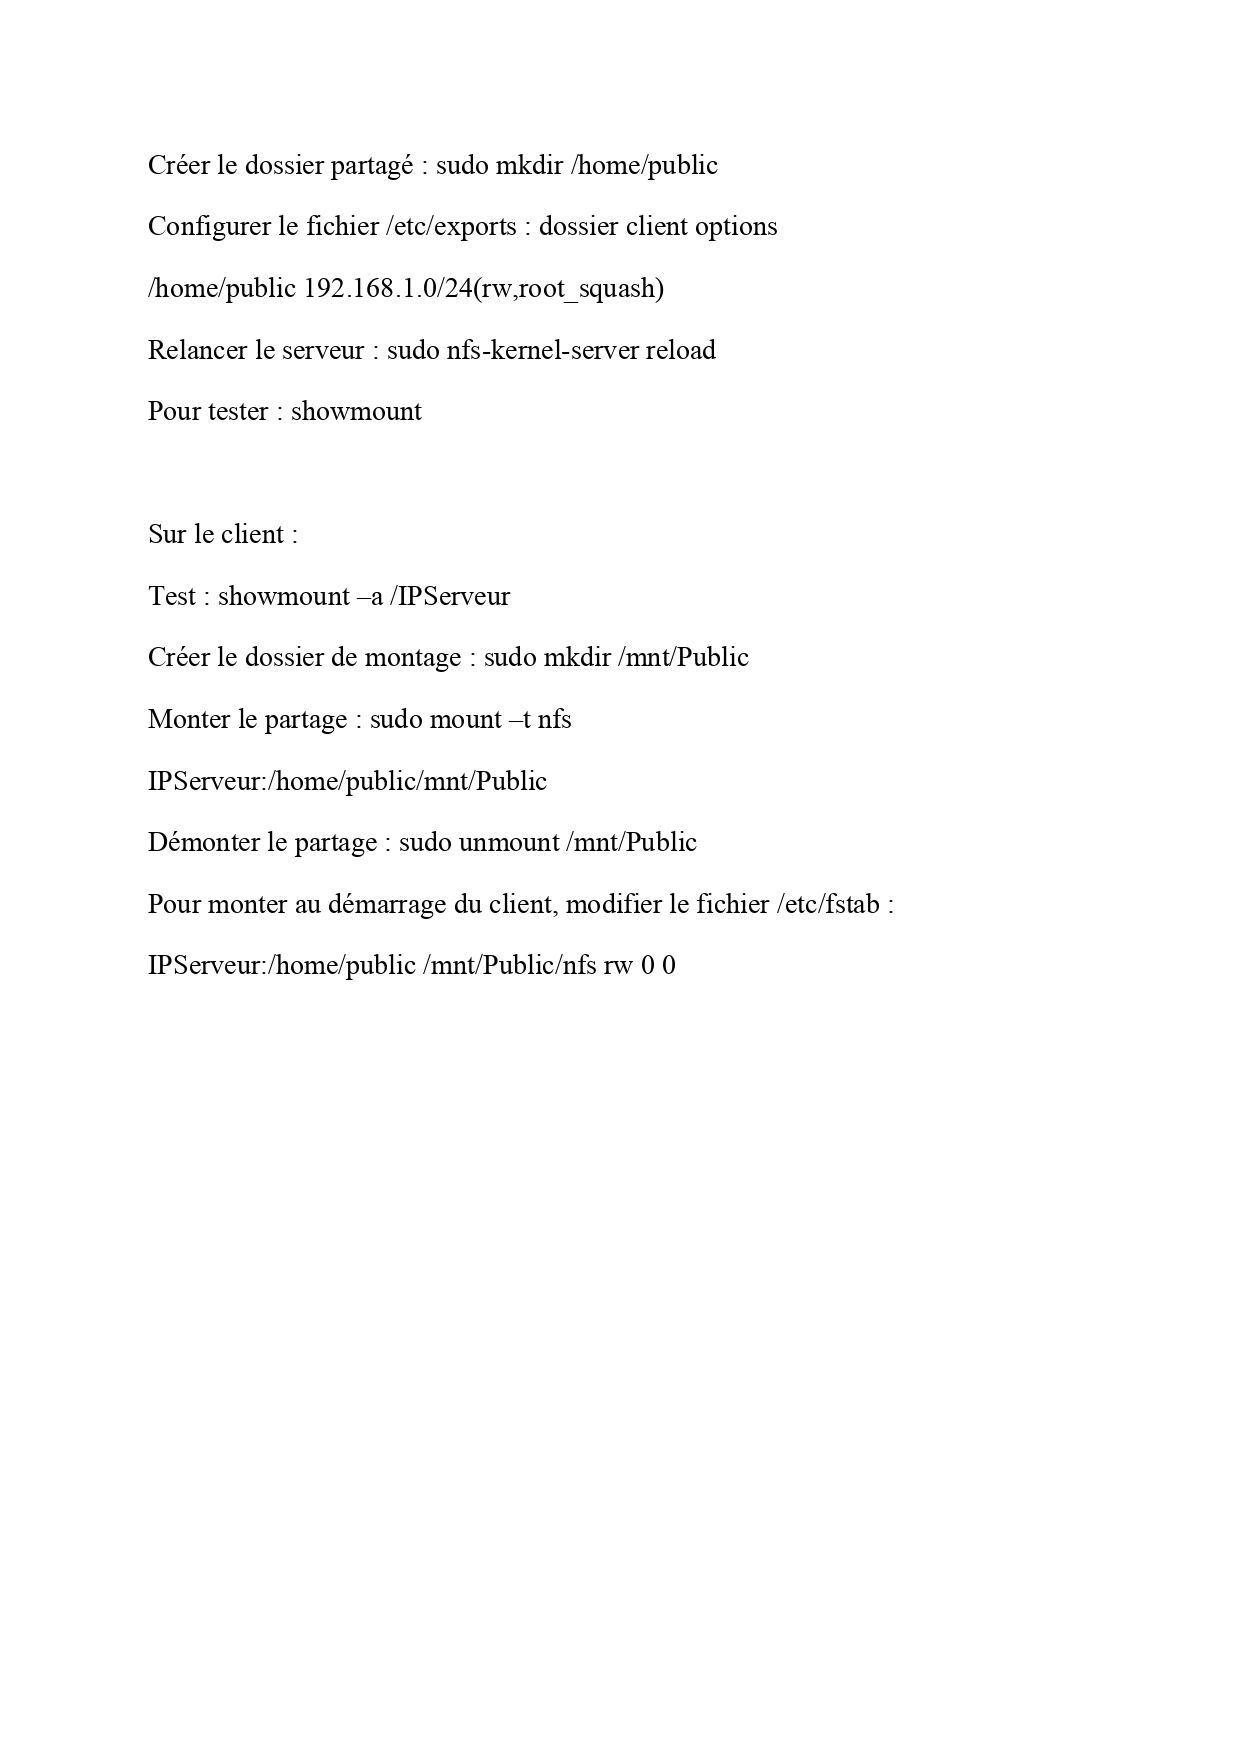 Créer le dossier partagé : sudo mkdir /home/public
Configurer le fichier /etc/exports : dossier client options
/home/public 192.168.1.0/24(rw,root_squash)
Relancer le serveur : sudo nfs-kernel-server reload
Pour tester : showmount
Sur le client :
Test : showmount –a /IPServeur
Créer le dossier de montage : sudo mkdir /mnt/Public
Monter le partage : sudo mount –t nfs
IPServeur:/home/public/mnt/Public
Démonter le partage : sudo unmount /mnt/Public
Pour monter au démarrage du client, modifier le fichier /etc/fstab :
IPServeur:/home/public /mnt/Public/nfs rw 0 0